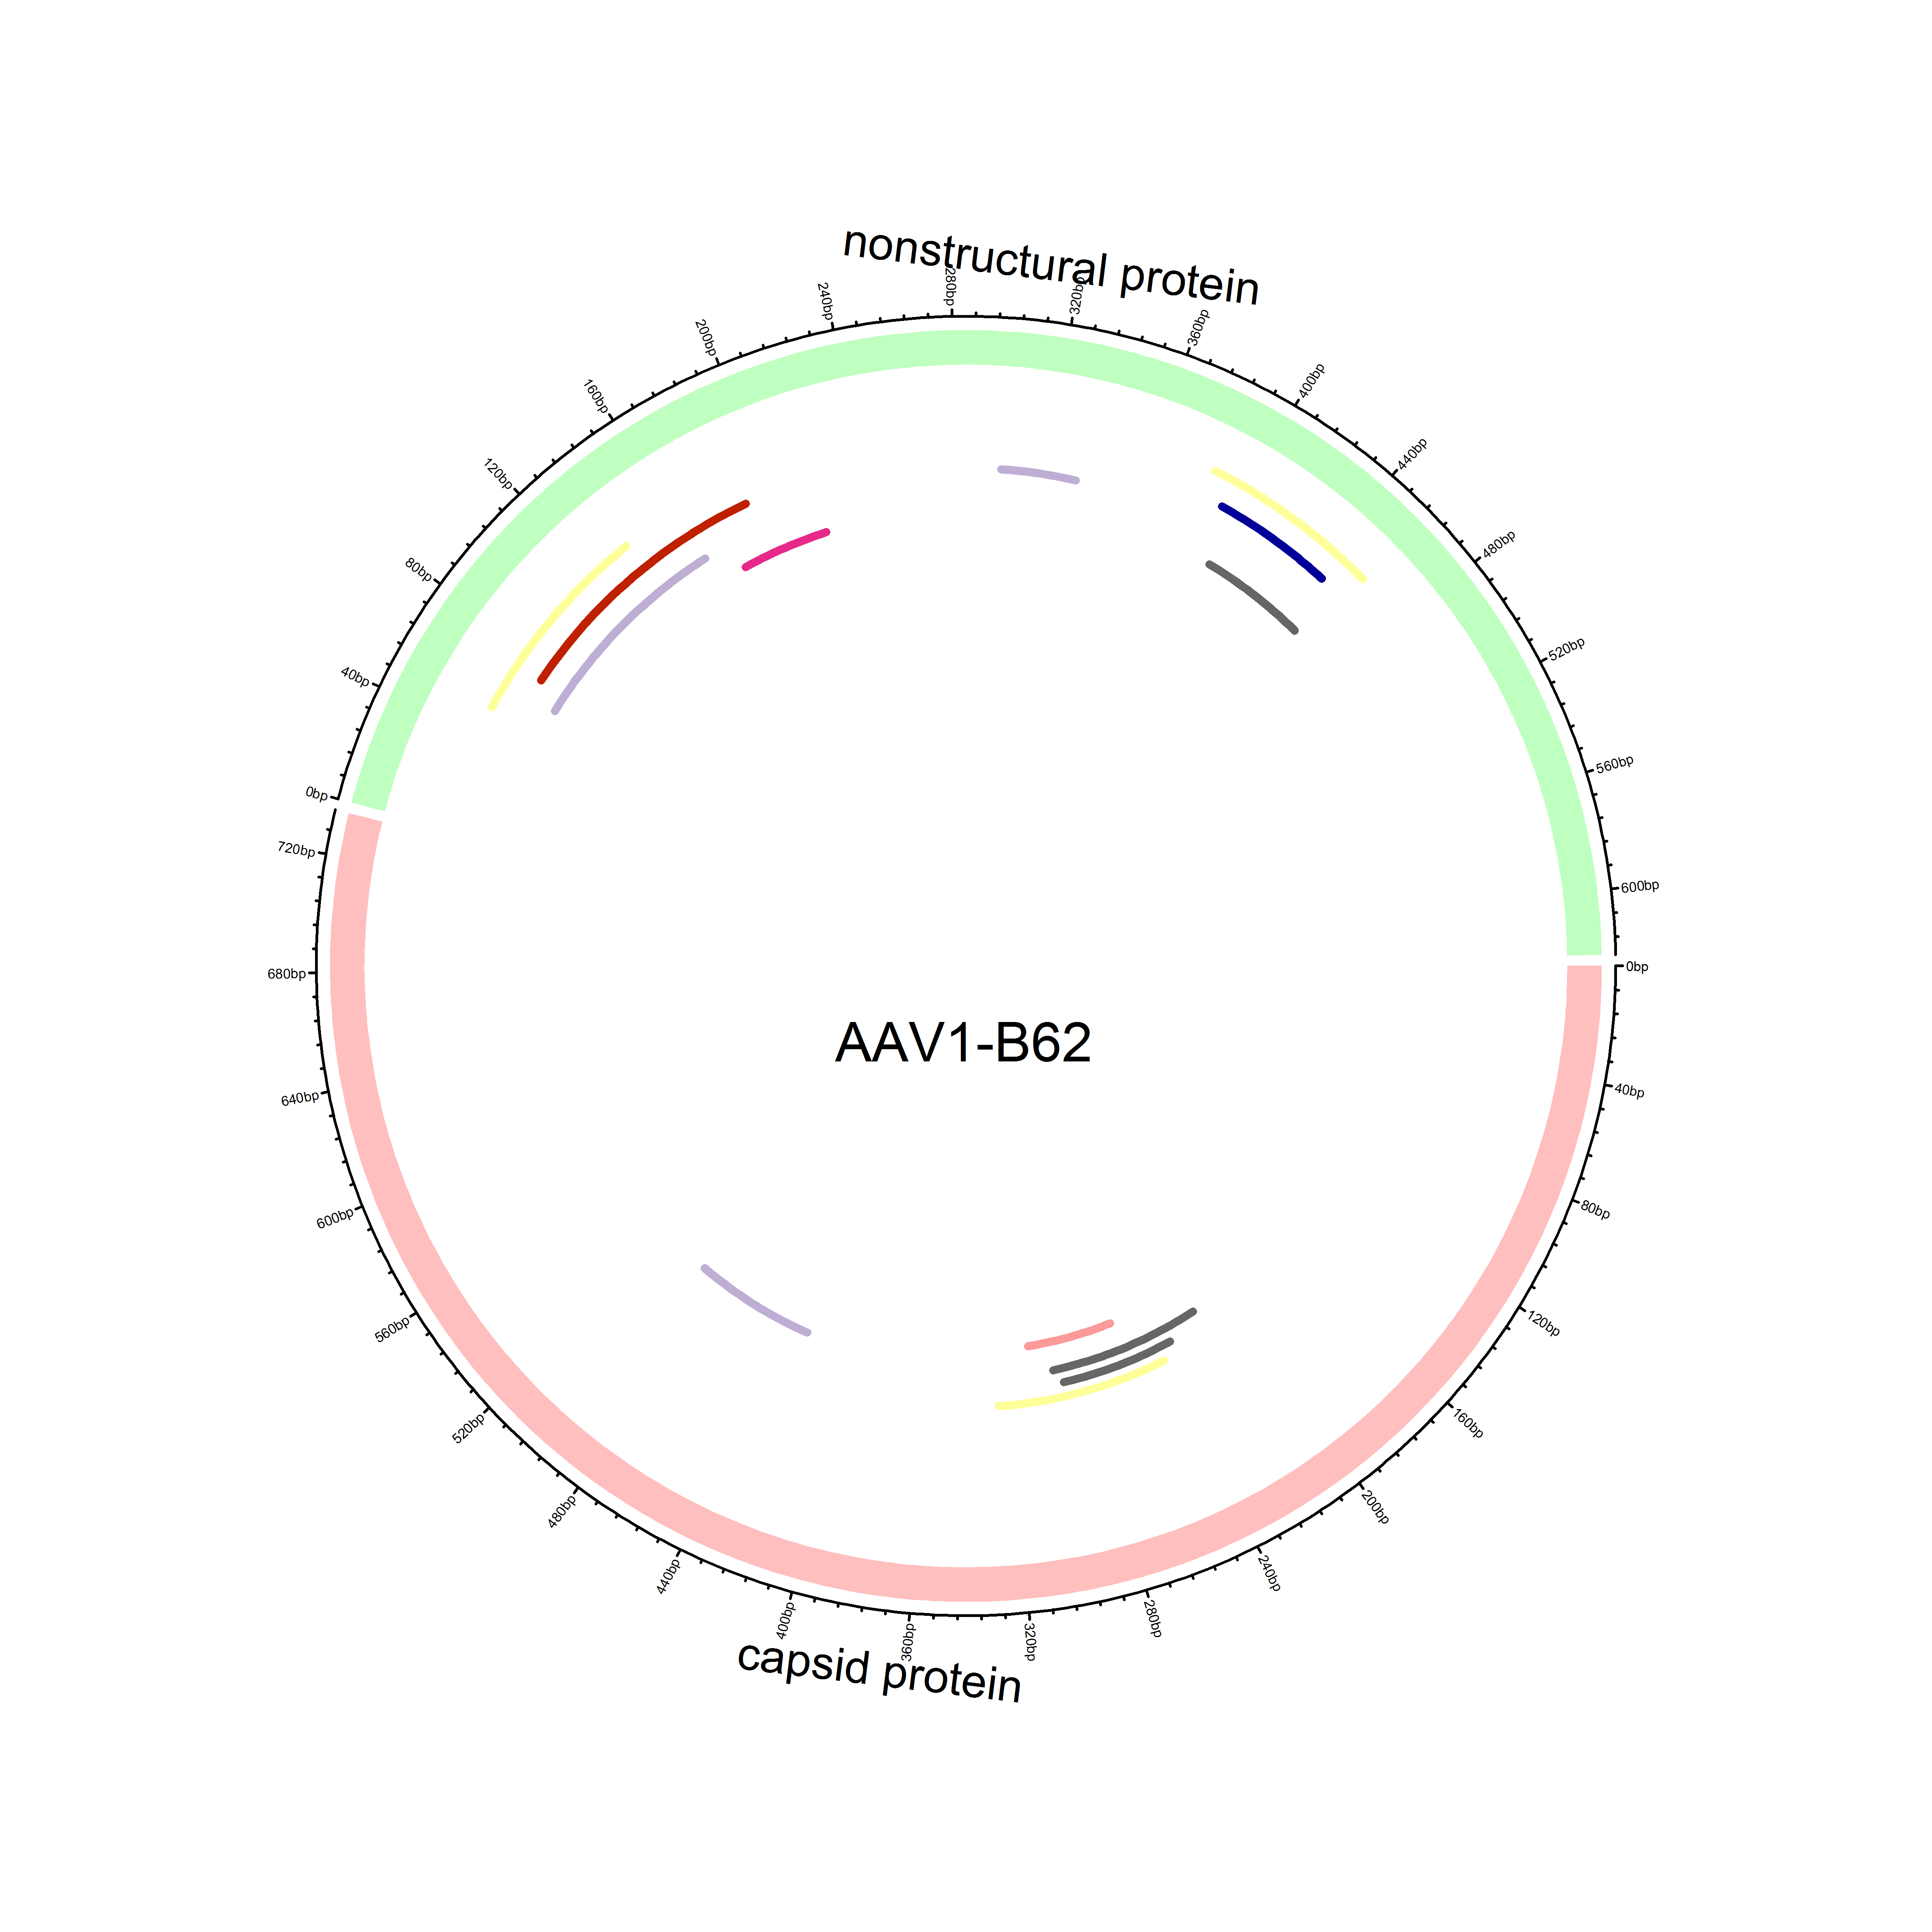 nonstructural protein
0bp
40bp
80bp
120bp
160bp
200bp
240bp
280bp
320bp
360bp
400bp
440bp
480bp
520bp
560bp
600bp
0bp
40bp
80bp
120bp
160bp
200bp
240bp
280bp
320bp
360bp
400bp
440bp
480bp
520bp
560bp
600bp
640bp
680bp
720bp
AAV1-B62
capsid protein